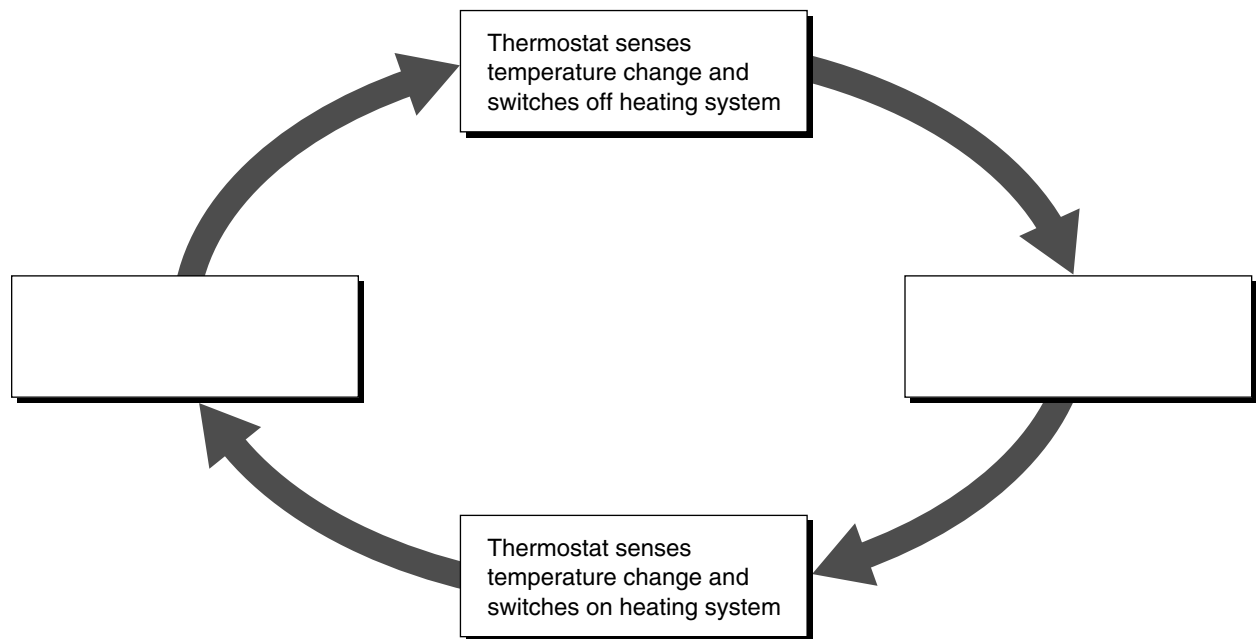 Thermostat senses
temperature change and
switches off heating system
Thermostat senses
temperature change and
switches on heating system